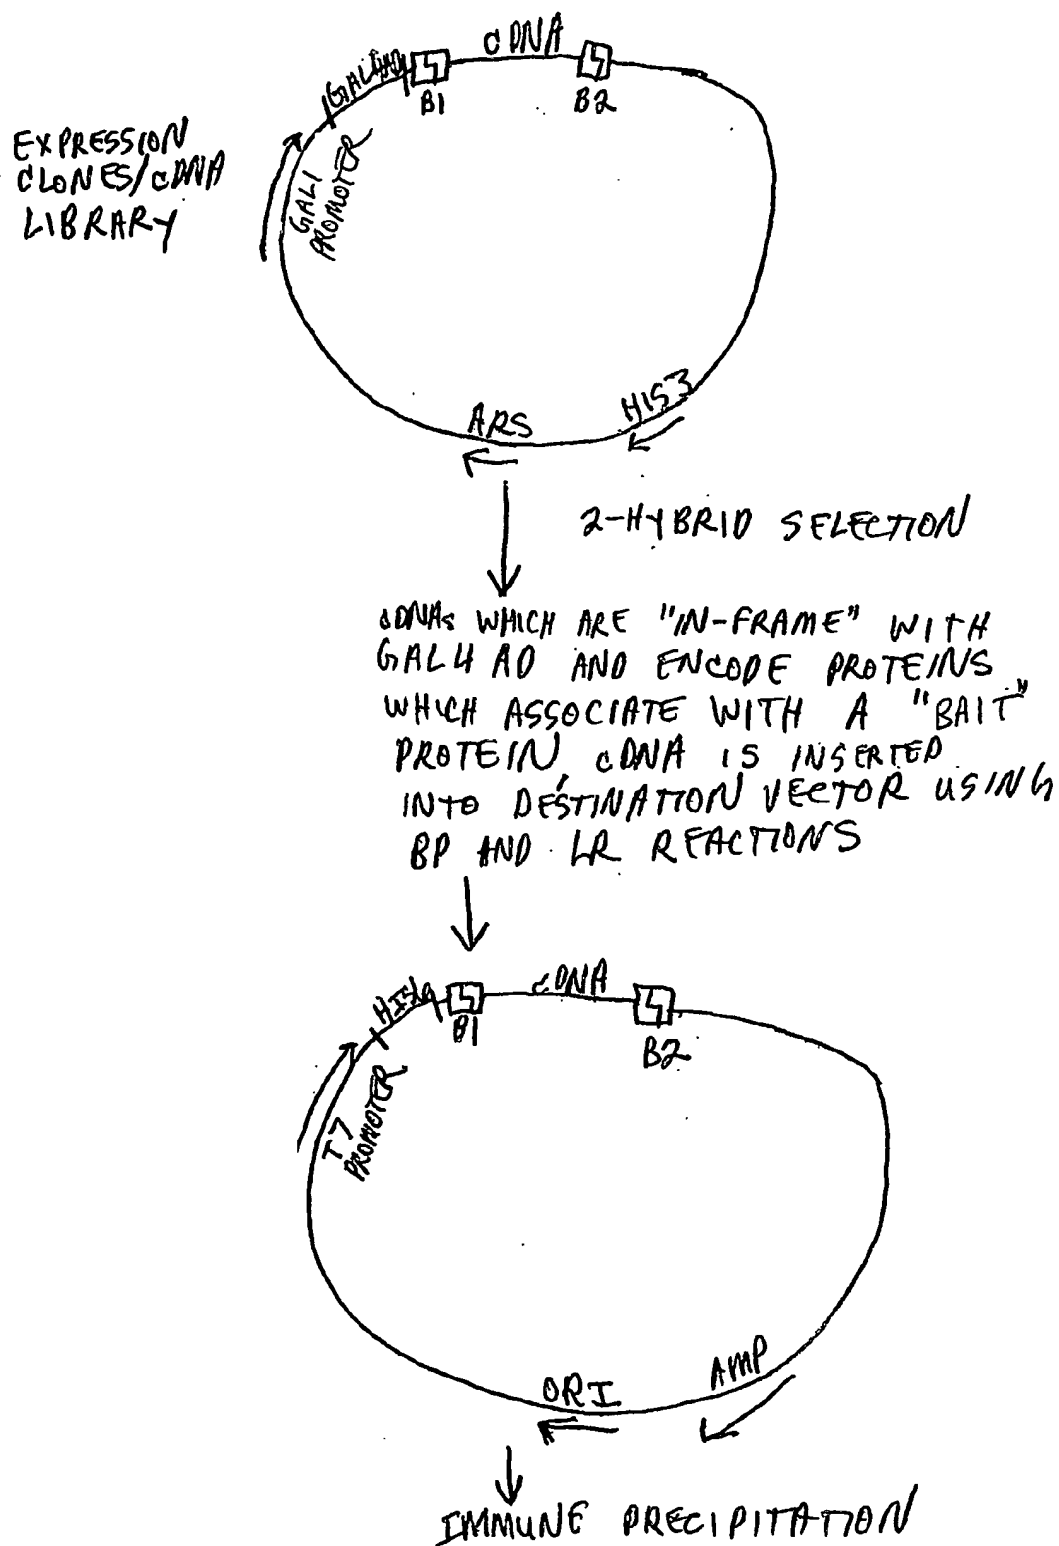 cDNA
GAL4AD
B1
B2
EXPRESSION
CLONES/cDNA
LIBRARY
GAL1
PROMOTER
HIS3
ARS
2-HYBRID SELECTION
cDNAs WHICH ARE "IN-FRAME" WITH
GAL4 AD AND ENCODE PROTEINS
WHICH ASSOCIATE WITH A "BAIT"
PROTEIN, cDNA IS INSERTED
INTO DESTINATION VECTOR USING
BP AND LR REACTIONS
cDNA
B1
B2
T7
PROMOTER
AMP
ORI
IMMUNE PRECIPITATION